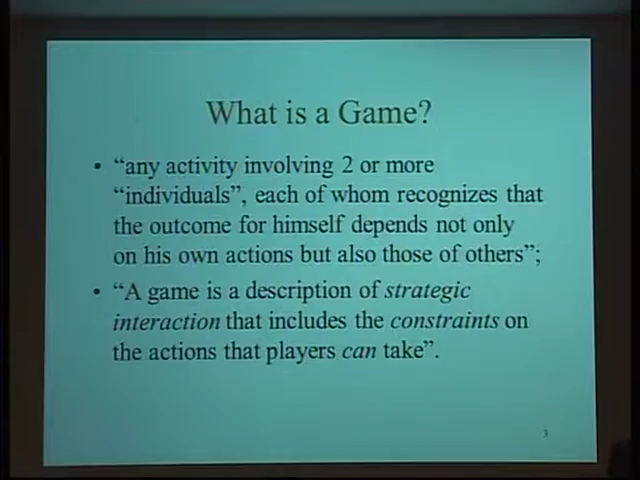 What is a Game?
• “any activity involving 2 or more
“individuals”, each of whom recognizes that
the outcome for himself depends not only
on his own actions but also those of others”;
• “A game is a description of strategic
interaction that includes the constraints on
the actions that players can take”.
3